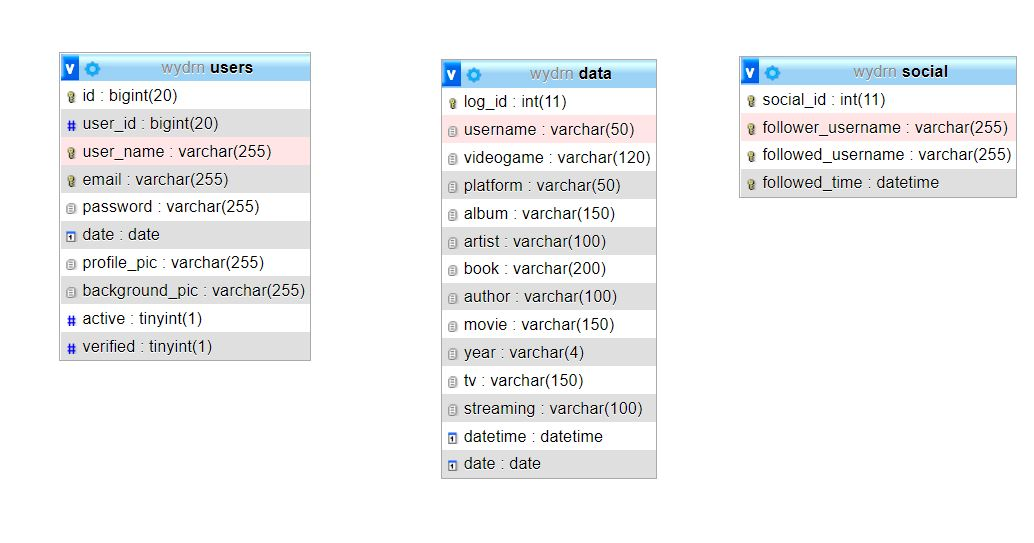 v wydrn users
id : bigint(20)
# user_id : bigint(20)
user_name : varchar(255)
email : varchar(255)
password : varchar(255)
date : date
profile_pic : varchar(255)
background_pic : varchar(255)
# active : tinyint(1)
# verified : tinyint(1)
v wydrn data
log_id : int(11)
username : varchar(50)
videogame : varchar(120)
platform : varchar(50)
album : varchar(150)
artist : varchar(100)
book : varchar(200)
author : varchar(100)
movie : varchar(150)
year : varchar(4)
tv : varchar(150)
streaming : varchar(100)
datetime : datetime
date : date
v wydrn social
social_id : int(11)
follower_username : varchar(255)
followed_username : varchar(255)
followed_time : datetime